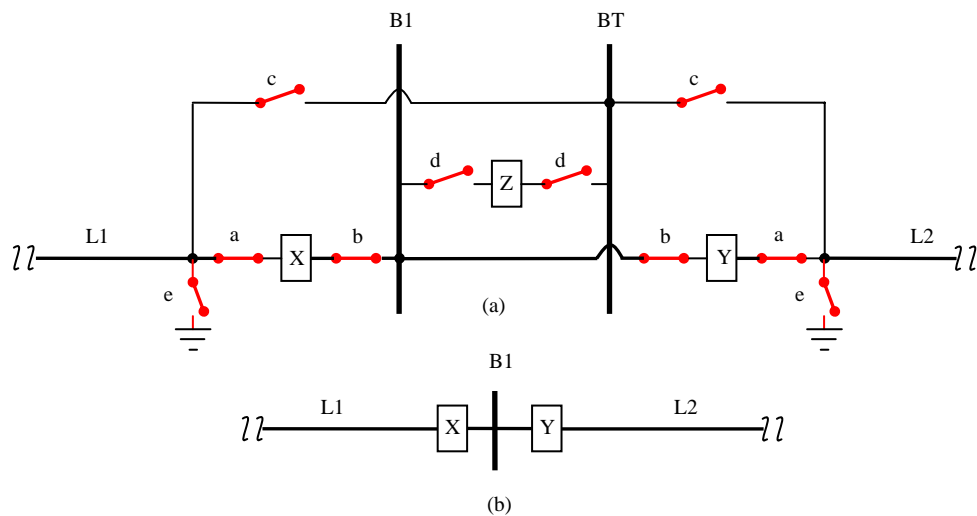 B1 BT
c c
d d
Z
L1 a X b b Y a L2
e e
(a)
B1
L1 X Y L2
(b)